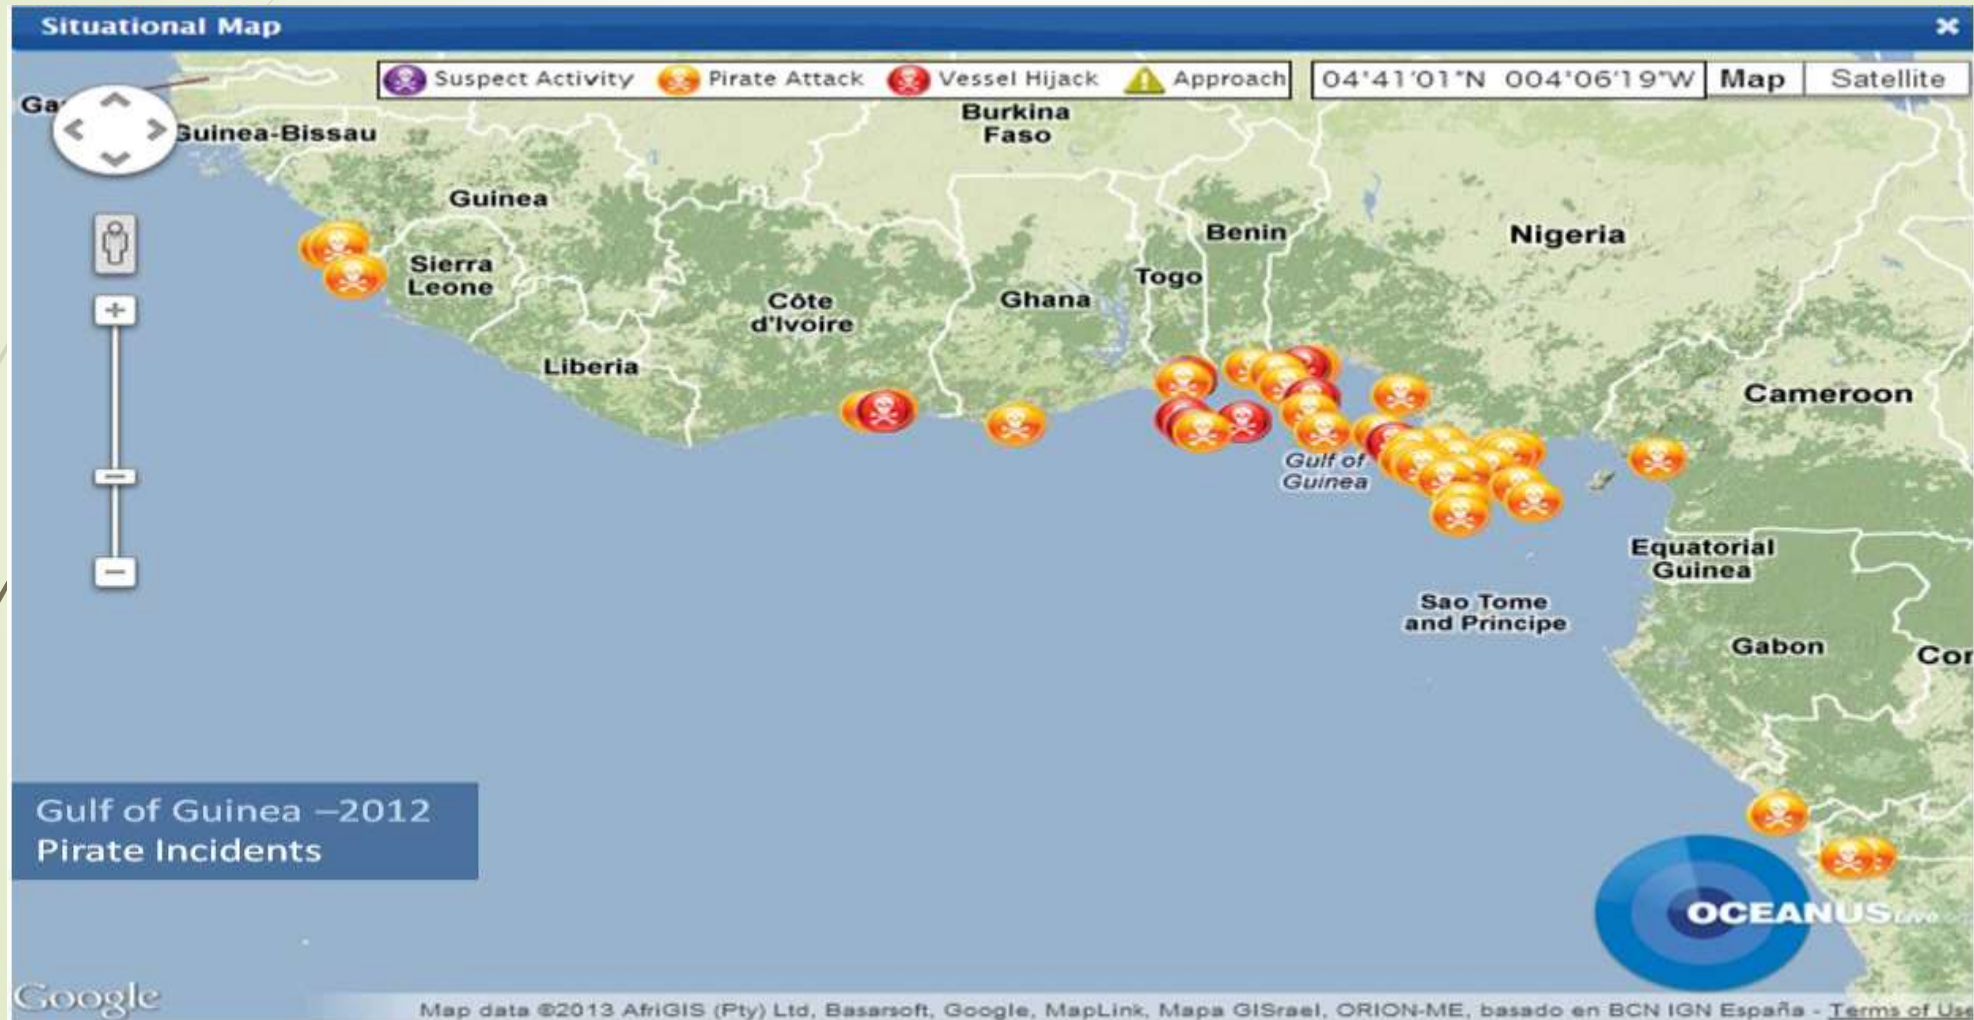 Situational Map
Suspect Activity Pirate Attack Vessel Hijack Approach
04°41'01"N 004°06'19"W Map Satellite
Ga
Guinea-Bissau
Burkina
Faso
Guinea
Sierra
Leone
Côte
d'Ivoire
Liberia
Ghana
Togo
Benin
Nigeria
Cameroon
Gulf of
Guinea
Equatorial
Guinea
Sao Tome
and Principe
Gabon
Cor
Gulf of Guinea –2012
Pirate Incidents
OCEANUS Live
Google
Map data ©2013 AfriGIS (Pty) Ltd, Basarsoft, Google, MapLink, Mapa GISrael, ORION-ME, basado en BCN IGN España - Terms of Use